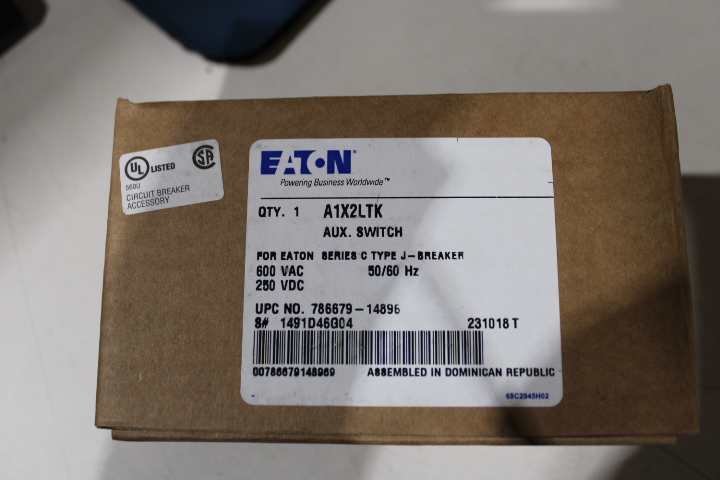 UL LISTED SA
560U
CIRCUIT BREAKER
ACCESSORY
EATON
Powering Business Worldwide™
QTY. 1 A1X2LTK
AUX. SWITCH
FOR EATON SERIES C TYPE J-BREAKER
600 VAC 50/60 Hz
250 VDC
UPC NO. 786679-14896
S# 1491D46G04 231018 T
00786679148969 ASSEMBLED IN DOMINICAN REPUBLIC
68C2945H02